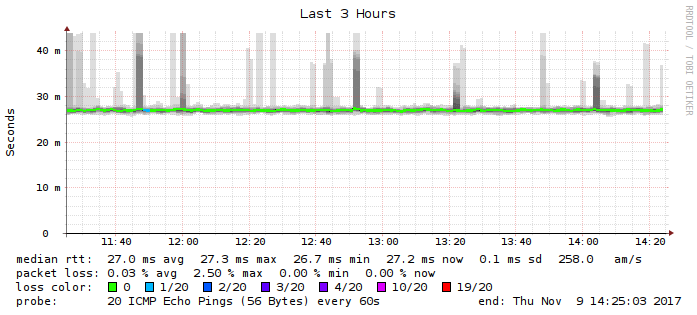 Last 3 Hours
RRDTOOL / TOBI OETIKER
Seconds
40 m
30 m
20 m
10 m
0
11:40 12:00 12:20 12:40 13:00 13:20 13:40 14:00 14:20
median rtt: 27.0 ms avg 27.3 ms max 26.7 ms min 27.2 ms now 0.1 ms sd 258.0 am/s
packet loss: 0.03 % avg 2.50 % max 0.00 % min 0.00 % now
loss color: 0 1/20 2/20 3/20 4/20 10/20 19/20
probe: 20 ICMP Echo Pings (56 Bytes) every 60s end: Thu Nov 9 14:25:03 2017